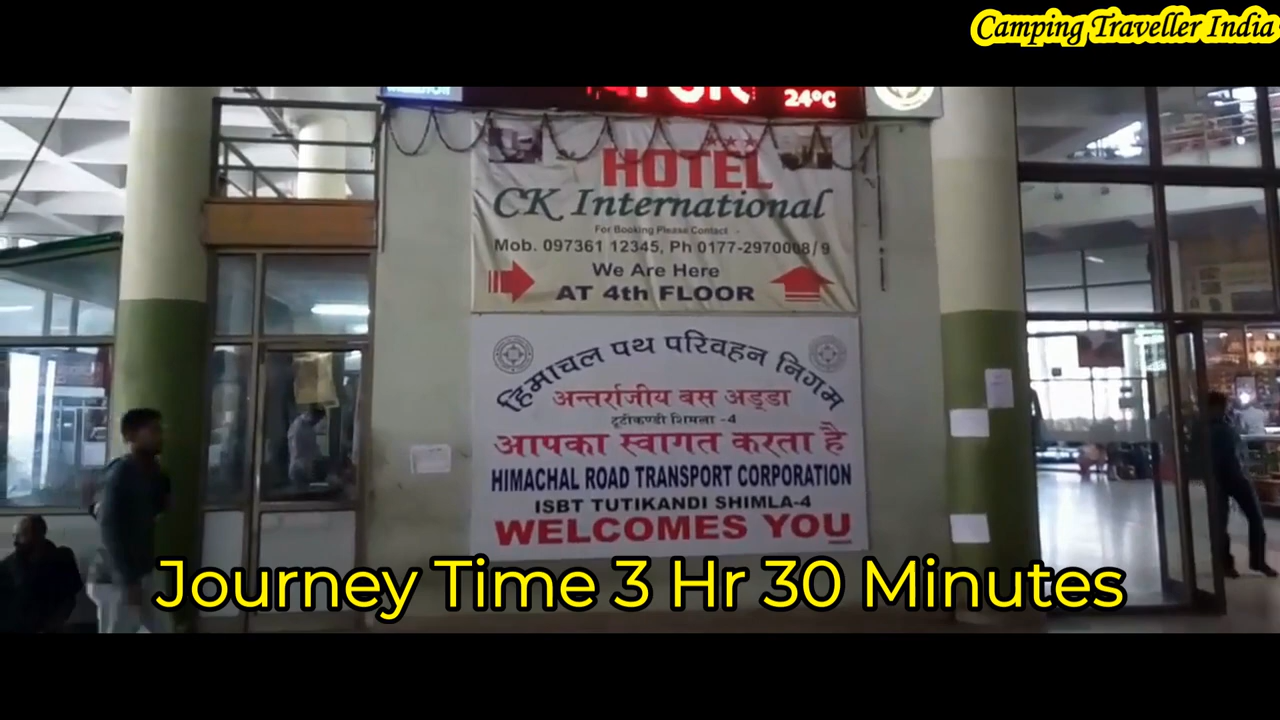 Camping Traveller India
24°C
HOTEL
CK International
For Booking Please Contact -
Mob. 097361 12345, Ph 0177-2970008/9
We Are Here
AT 4th FLOOR
हिमाचल पथ परिवहन निगम
अन्तर्राजीय बस अड्डा
टूटीकण्डी शिमला -4
आपका स्वागत करता है
HIMACHAL ROAD TRANSPORT CORPORATION
ISBT TUTIKANDI SHIMLA-4
WELCOMES YOU
Journey Time 3 Hr 30 Minutes